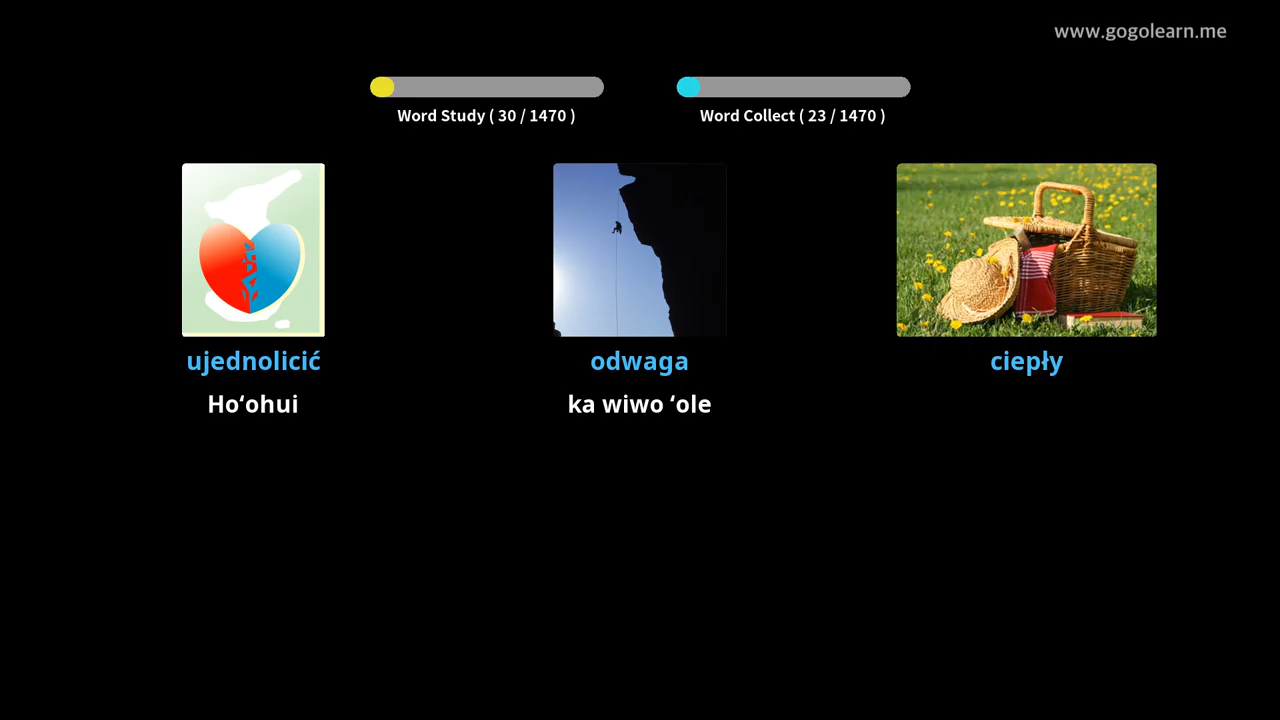 www.gogolearn.me
Word Study ( 30 / 1470 )
Word Collect ( 23 / 1470 )
ujednolicić
odwaga
ciepły
Hoʻohui
ka wiwo ʻole